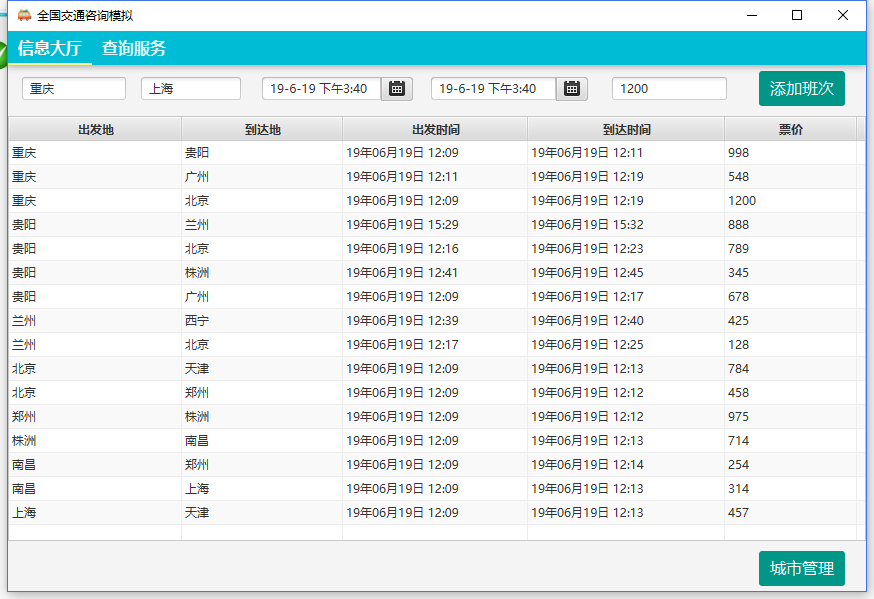 全国交通咨询模拟
信息大厅 查询服务
重庆 上海 19-6-19 下午3:40 19-6-19 下午3:40 1200 添加班次
出发地 到达地 出发时间 到达时间 票价
重庆 贵阳 19年06月19日 12:09 19年06月19日 12:11 998
重庆 广州 19年06月19日 12:11 19年06月19日 12:19 548
重庆 北京 19年06月19日 12:09 19年06月19日 12:19 1200
贵阳 兰州 19年06月19日 15:29 19年06月19日 15:32 888
贵阳 北京 19年06月19日 12:16 19年06月19日 12:23 789
贵阳 株洲 19年06月19日 12:41 19年06月19日 12:45 345
贵阳 广州 19年06月19日 12:09 19年06月19日 12:17 678
兰州 西宁 19年06月19日 12:39 19年06月19日 12:40 425
兰州 北京 19年06月19日 12:17 19年06月19日 12:25 128
北京 天津 19年06月19日 12:09 19年06月19日 12:13 784
北京 郑州 19年06月19日 12:09 19年06月19日 12:12 458
郑州 株洲 19年06月19日 12:09 19年06月19日 12:12 975
株洲 南昌 19年06月19日 12:09 19年06月19日 12:13 714
南昌 郑州 19年06月19日 12:09 19年06月19日 12:14 254
南昌 上海 19年06月19日 12:09 19年06月19日 12:13 314
上海 天津 19年06月19日 12:09 19年06月19日 12:13 457
城市管理